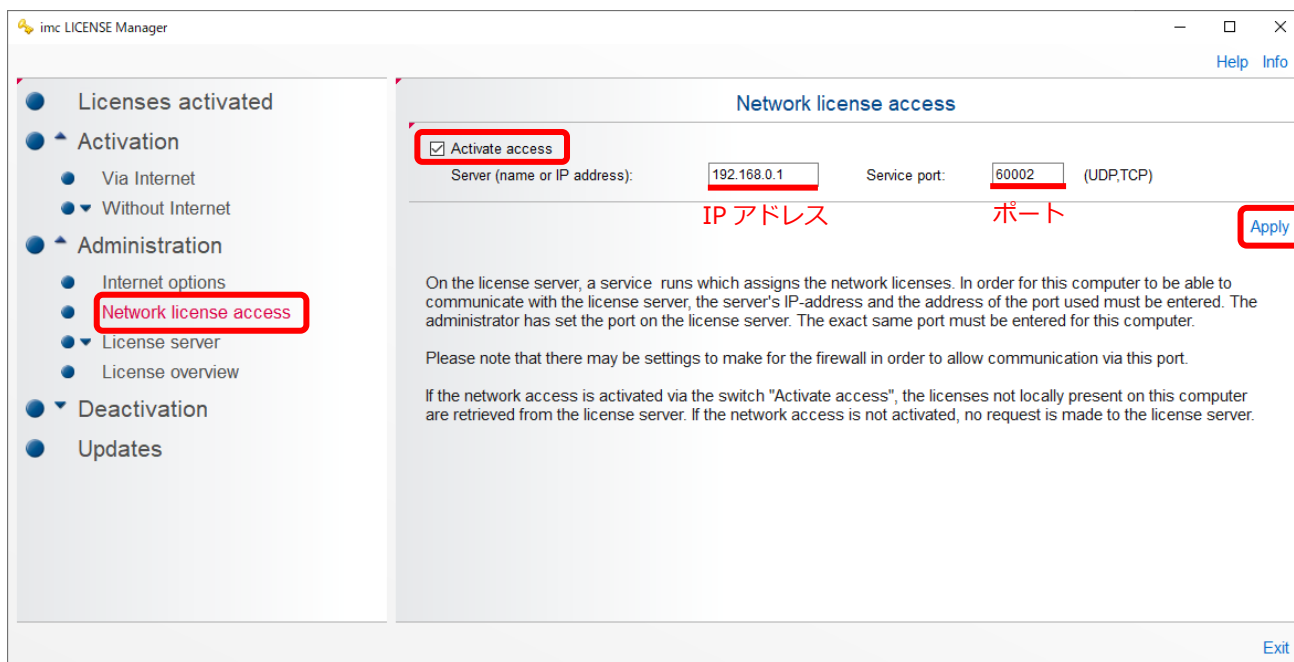 imc LICENSE Manager
Help Info
Licenses activated
Activation
Via Internet
Without Internet
Administration
Internet options
Network license access
License server
License overview
Deactivation
Updates
Network license access
Activate access
Server (name or IP address): 192.168.0.1 Service port: 60002 (UDP,TCP)
IP アドレス ポート
Apply
On the license server, a service runs which assigns the network licenses. In order for this computer to be able to
communicate with the license server, the server's IP-address and the address of the port used must be entered. The
administrator has set the port on the license server. The exact same port must be entered for this computer.
Please note that there may be settings to make for the firewall in order to allow communication via this port.
If the network access is activated via the switch "Activate access", the licenses not locally present on this computer
are retrieved from the license server. If the network access is not activated, no request is made to the license server.
Exit